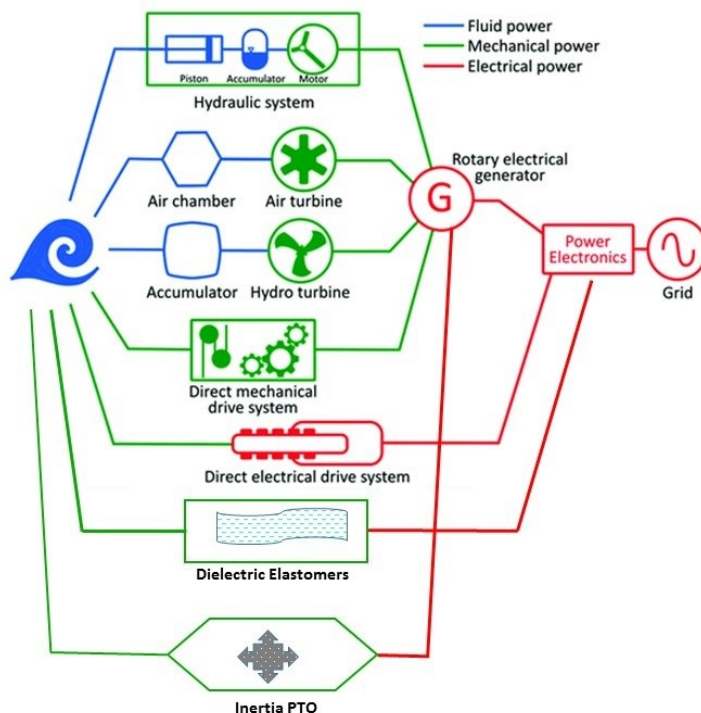 Fluid power
Mechanical power
Electrical power
Piston
Accumulator
Motor
Hydraulic system
Rotary electrical
generator
G
Air chamber
Air turbine
Power
Electronics
Accumulator
Hydro turbine
Grid
Direct mechanical
drive system
Direct electrical drive system
Dielectric Elastomers
Inertia PTO